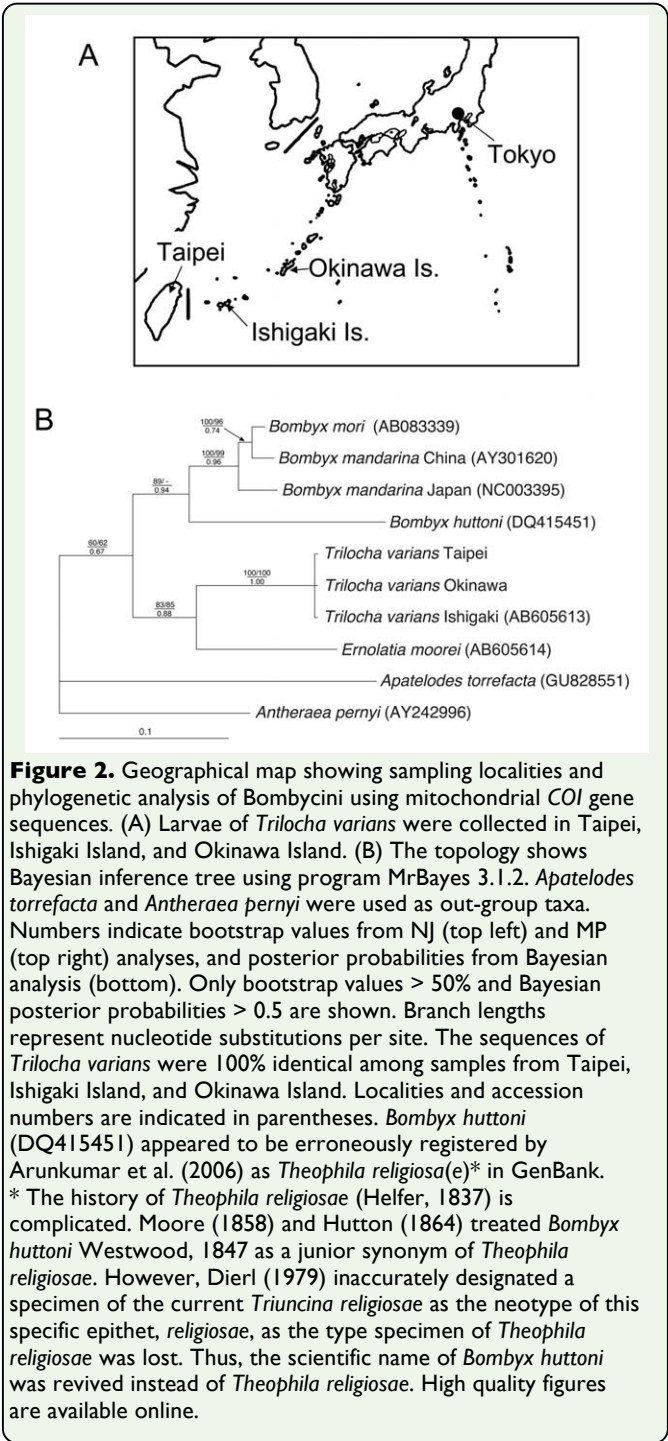 A
Tokyo
Taipei
Okinawa Is.
Ishigaki Is.
B
100/96
0.74
Bombyx mori (AB083339)
100/99
0.96
Bombyx mandarina China (AY301620)
89/ -
0.94
Bombyx mandarina Japan (NC003395)
Bombyx huttoni (DQ415451)
60/62
0.67
Trilocha varians Taipei
100/100
1.00
Trilocha varians Okinawa
83/85
0.88
Trilocha varians Ishigaki (AB605613)
Ernolatia moorei (AB605614)
Apatelodes torrefacta (GU828551)
Antheraea pernyi (AY242996)
0.1
Figure 2. Geographical map showing sampling localities and
phylogenetic analysis of Bombycini using mitochondrial COI gene
sequences. (A) Larvae of Trilocha varians were collected in Taipei,
Ishigaki Island, and Okinawa Island. (B) The topology shows
Bayesian inference tree using program MrBayes 3.1.2. Apatelodes
torrefacta and Antheraea pernyi were used as out-group taxa.
Numbers indicate bootstrap values from NJ (top left) and MP
(top right) analyses, and posterior probabilities from Bayesian
analysis (bottom). Only bootstrap values > 50% and Bayesian
posterior probabilities > 0.5 are shown. Branch lengths
represent nucleotide substitutions per site. The sequences of
Trilocha varians were 100% identical among samples from Taipei,
Ishigaki Island, and Okinawa Island. Localities and accession
numbers are indicated in parentheses. Bombyx huttoni
(DQ415451) appeared to be erroneously registered by
Arunkumar et al. (2006) as Theophila religiosa(e)* in GenBank.
* The history of Theophila religiosae (Helfer, 1837) is
complicated. Moore (1858) and Hutton (1864) treated Bombyx
huttoni Westwood, 1847 as a junior synonym of Theophila
religiosae. However, Dierl (1979) inaccurately designated a
specimen of the current Triuncina religiosae as the neotype of this
specific epithet, religiosae, as the type specimen of Theophila
religiosae was lost. Thus, the scientific name of Bombyx huttoni
was revived instead of Theophila religiosae. High quality figures
are available online.